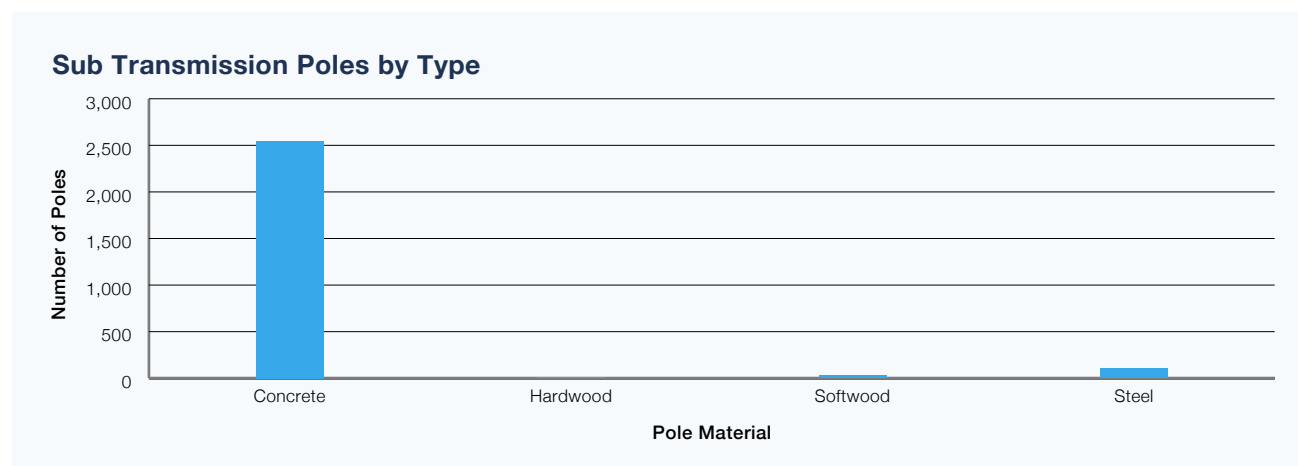 Sub Transmission Poles by Type
Number of Poles
3,000
2,500
2,000
1,500
1,000
500
0
Concrete Hardwood Softwood Steel
Pole Material